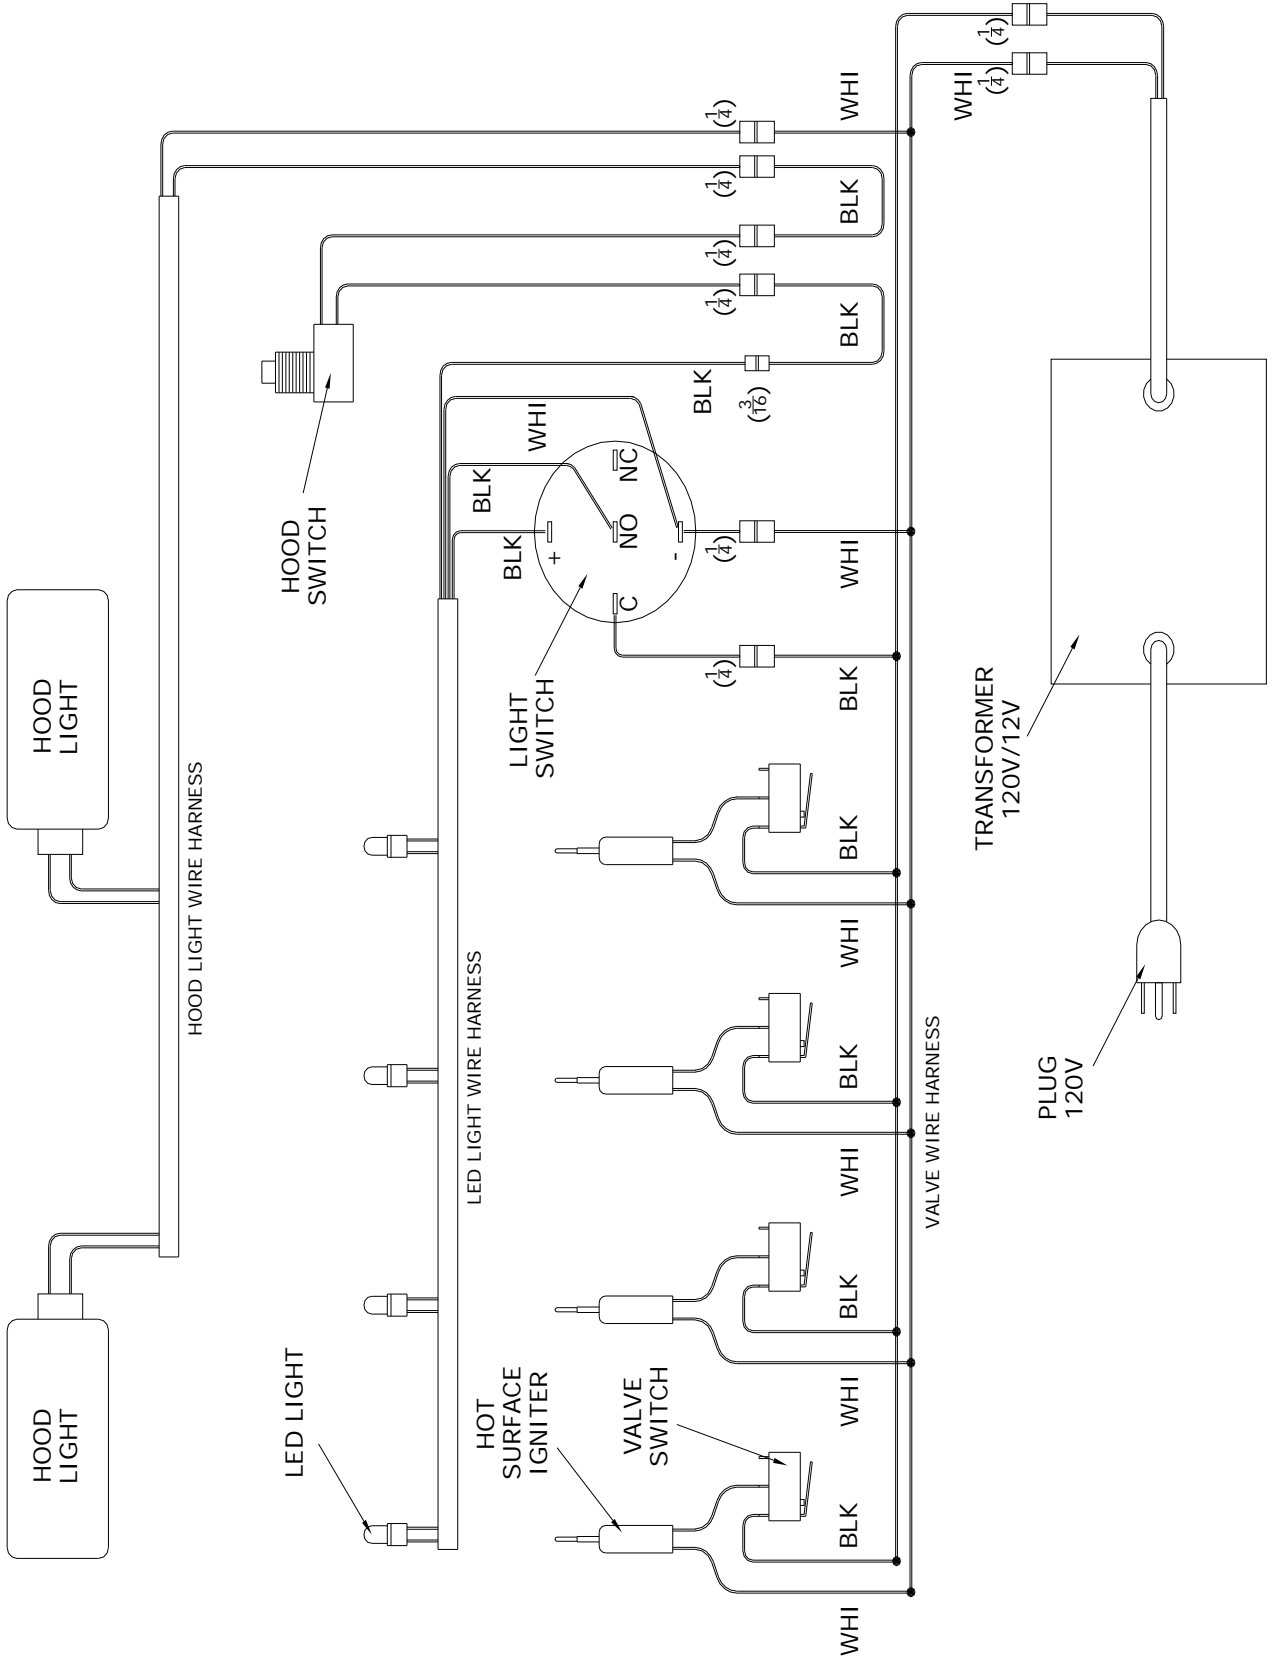 HOOD
LIGHT
HOOD
LIGHT
HOOD LIGHT WIRE HARNESS
LED LIGHT
HOOD
SWITCH
LED LIGHT WIRE HARNESS
BLK
HOT
SURFACE
IGNITER
LIGHT
SWITCH
BLK
WHI
+
C
NO
NC
-
VALVE
SWITCH
BLK
(1/4)
(1/4)
(1/4)
(1/4)
(1/4)
(1/4)
(3/16)
WHI
BLK
WHI
BLK
WHI
BLK
WHI
BLK
BLK
WHI
BLK
BLK
WHI
VALVE WIRE HARNESS
WHI
(1/4)
(1/4)
TRANSFORMER
120V/12V
PLUG
120V